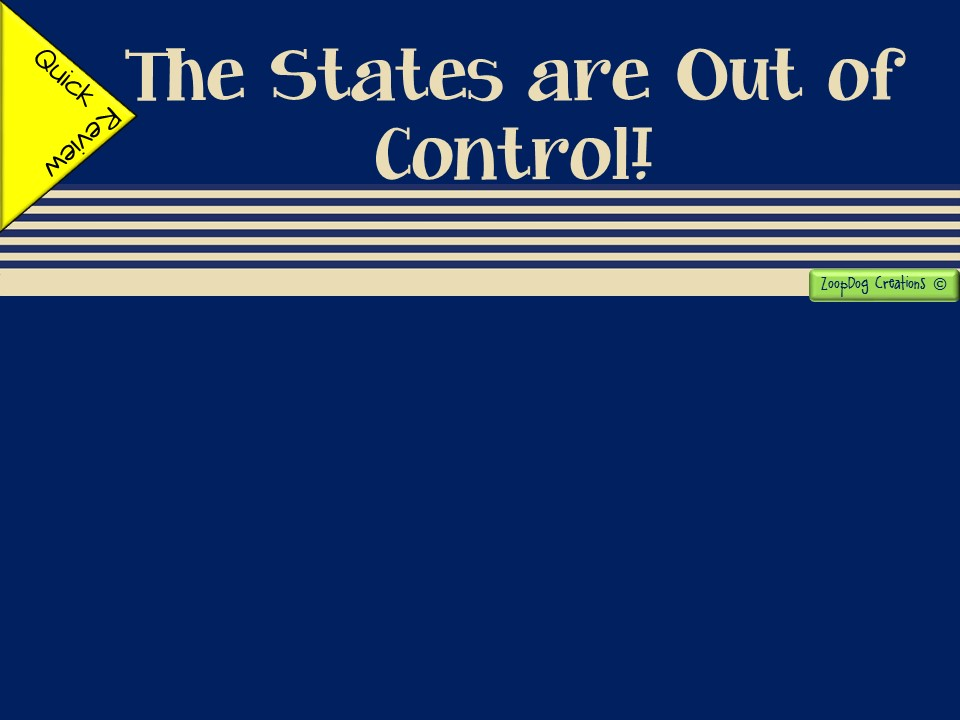 Quick Review
The States are Out of
Control!
ZoopDog Creations ©